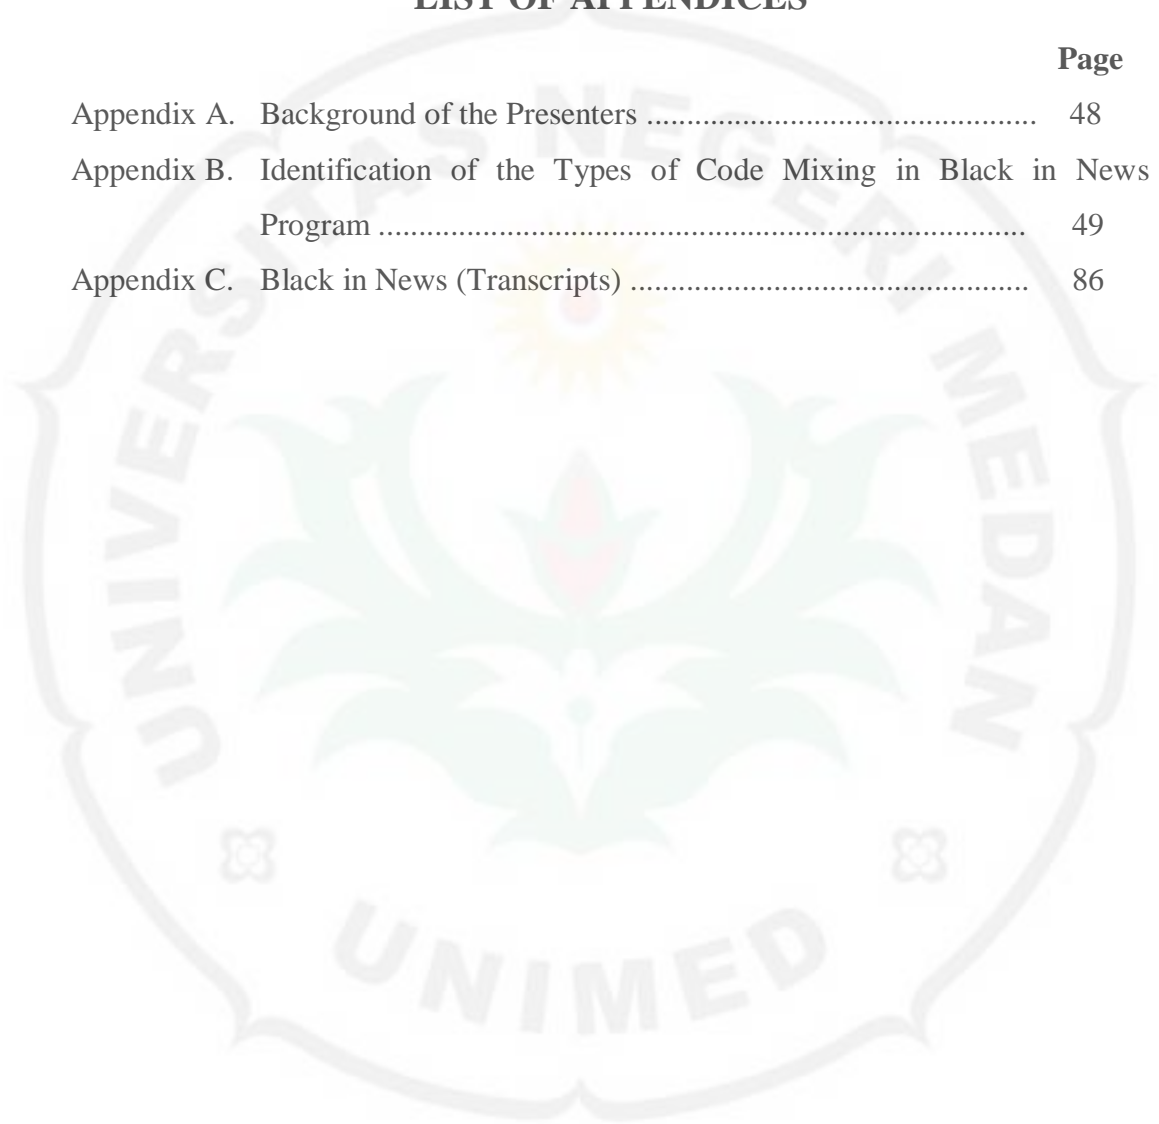 LIST OF APPENDICES
Page
Appendix A. Background of the Presenters ................................................ 48
Appendix B. Identification of the Types of Code Mixing in Black in News
Program ................................................................................ 49
Appendix C. Black in News (Transcripts) ................................................. 86
UNIVERSITAS NEGERI MEDAN
UNIMED